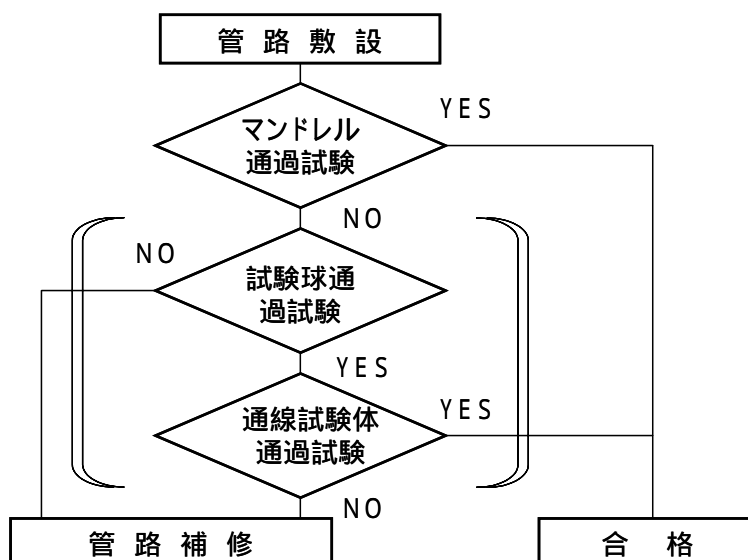 管路敷設
YES
マンドレル
通過試験
NO
NO
試験球通
過試験
YES
通線試験体
通過試験
YES
NO
管路補修
合格